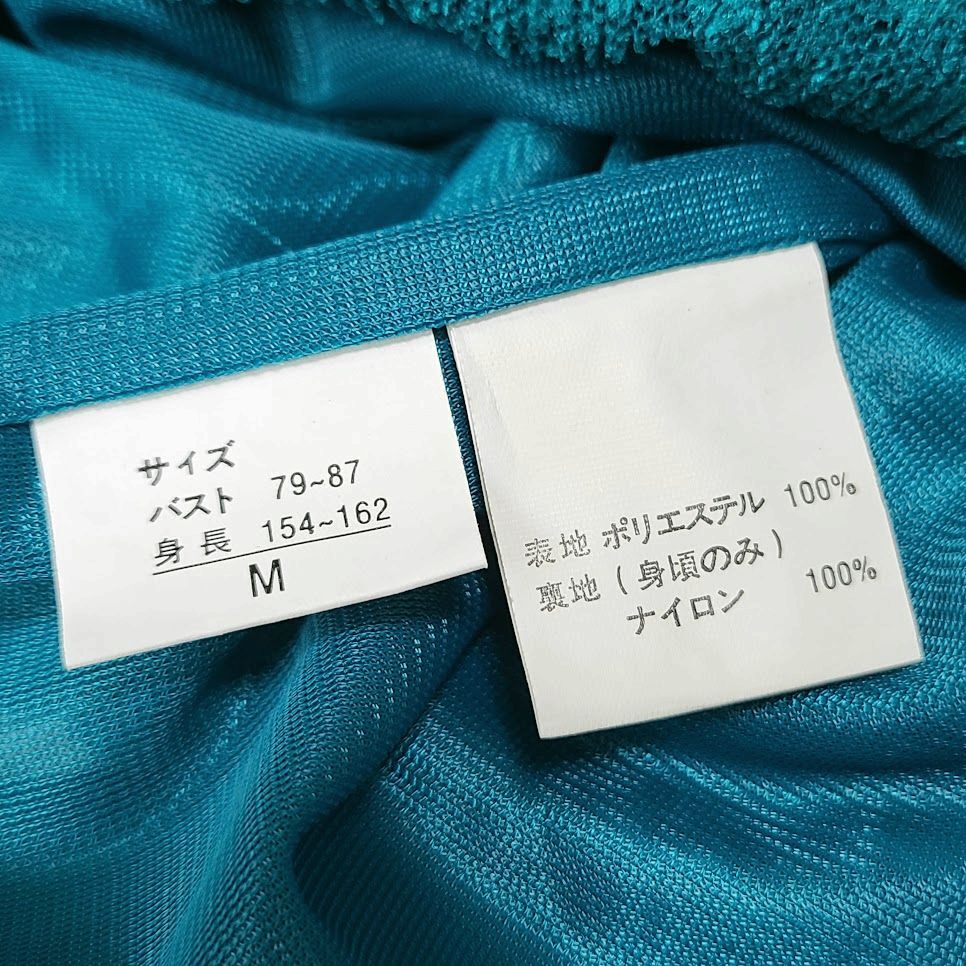 サイズ
バスト 79~87
身長 154~162
M
表地 ポリエステル 100%
裏地 (身頃のみ)
ナイロン 100%